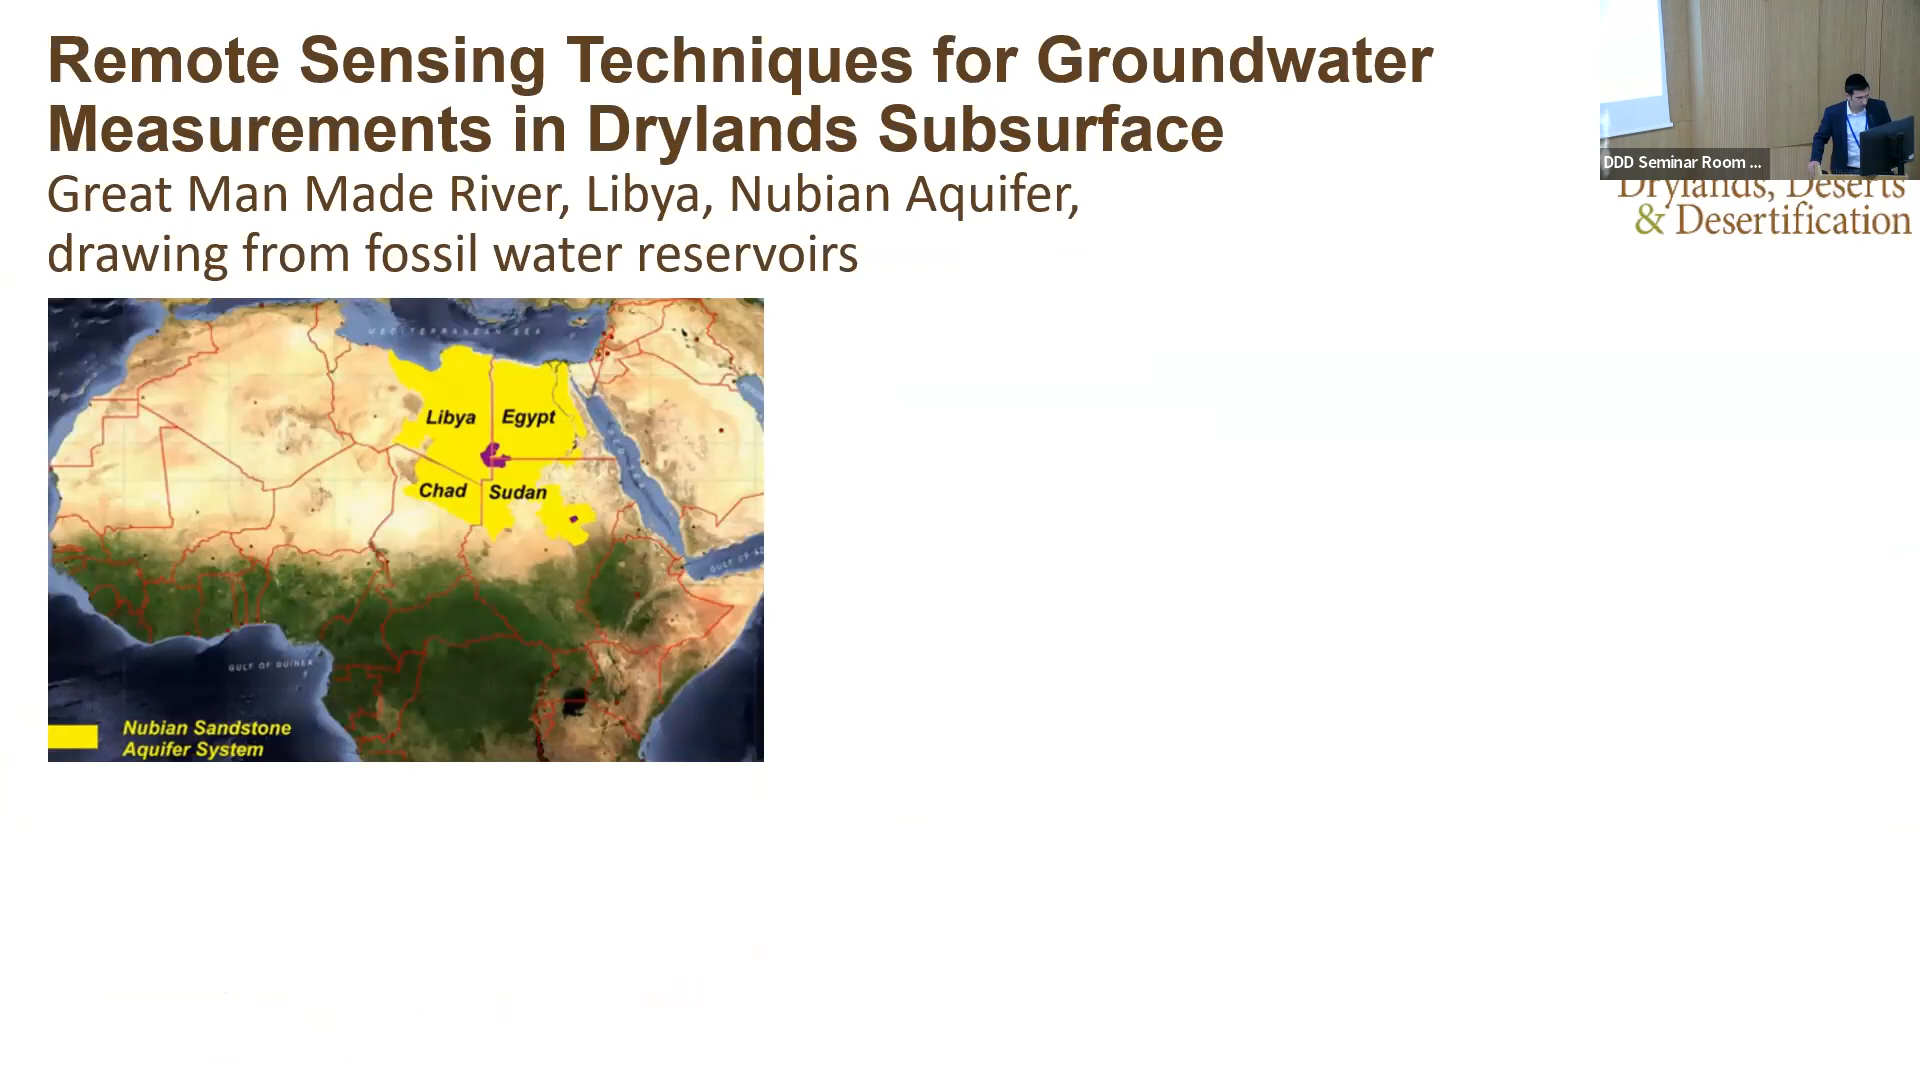 Remote Sensing Techniques for Groundwater
Measurements in Drylands Subsurface
Great Man Made River, Libya, Nubian Aquifer,
drawing from fossil water reservoirs
DDD Seminar Room ...
Drylands, Deserts
& Desertification
MEDITERRANEAN SEA
Libya
Egypt
Chad
Sudan
GULF OF GUINEA
Nubian Sandstone
Aquifer System